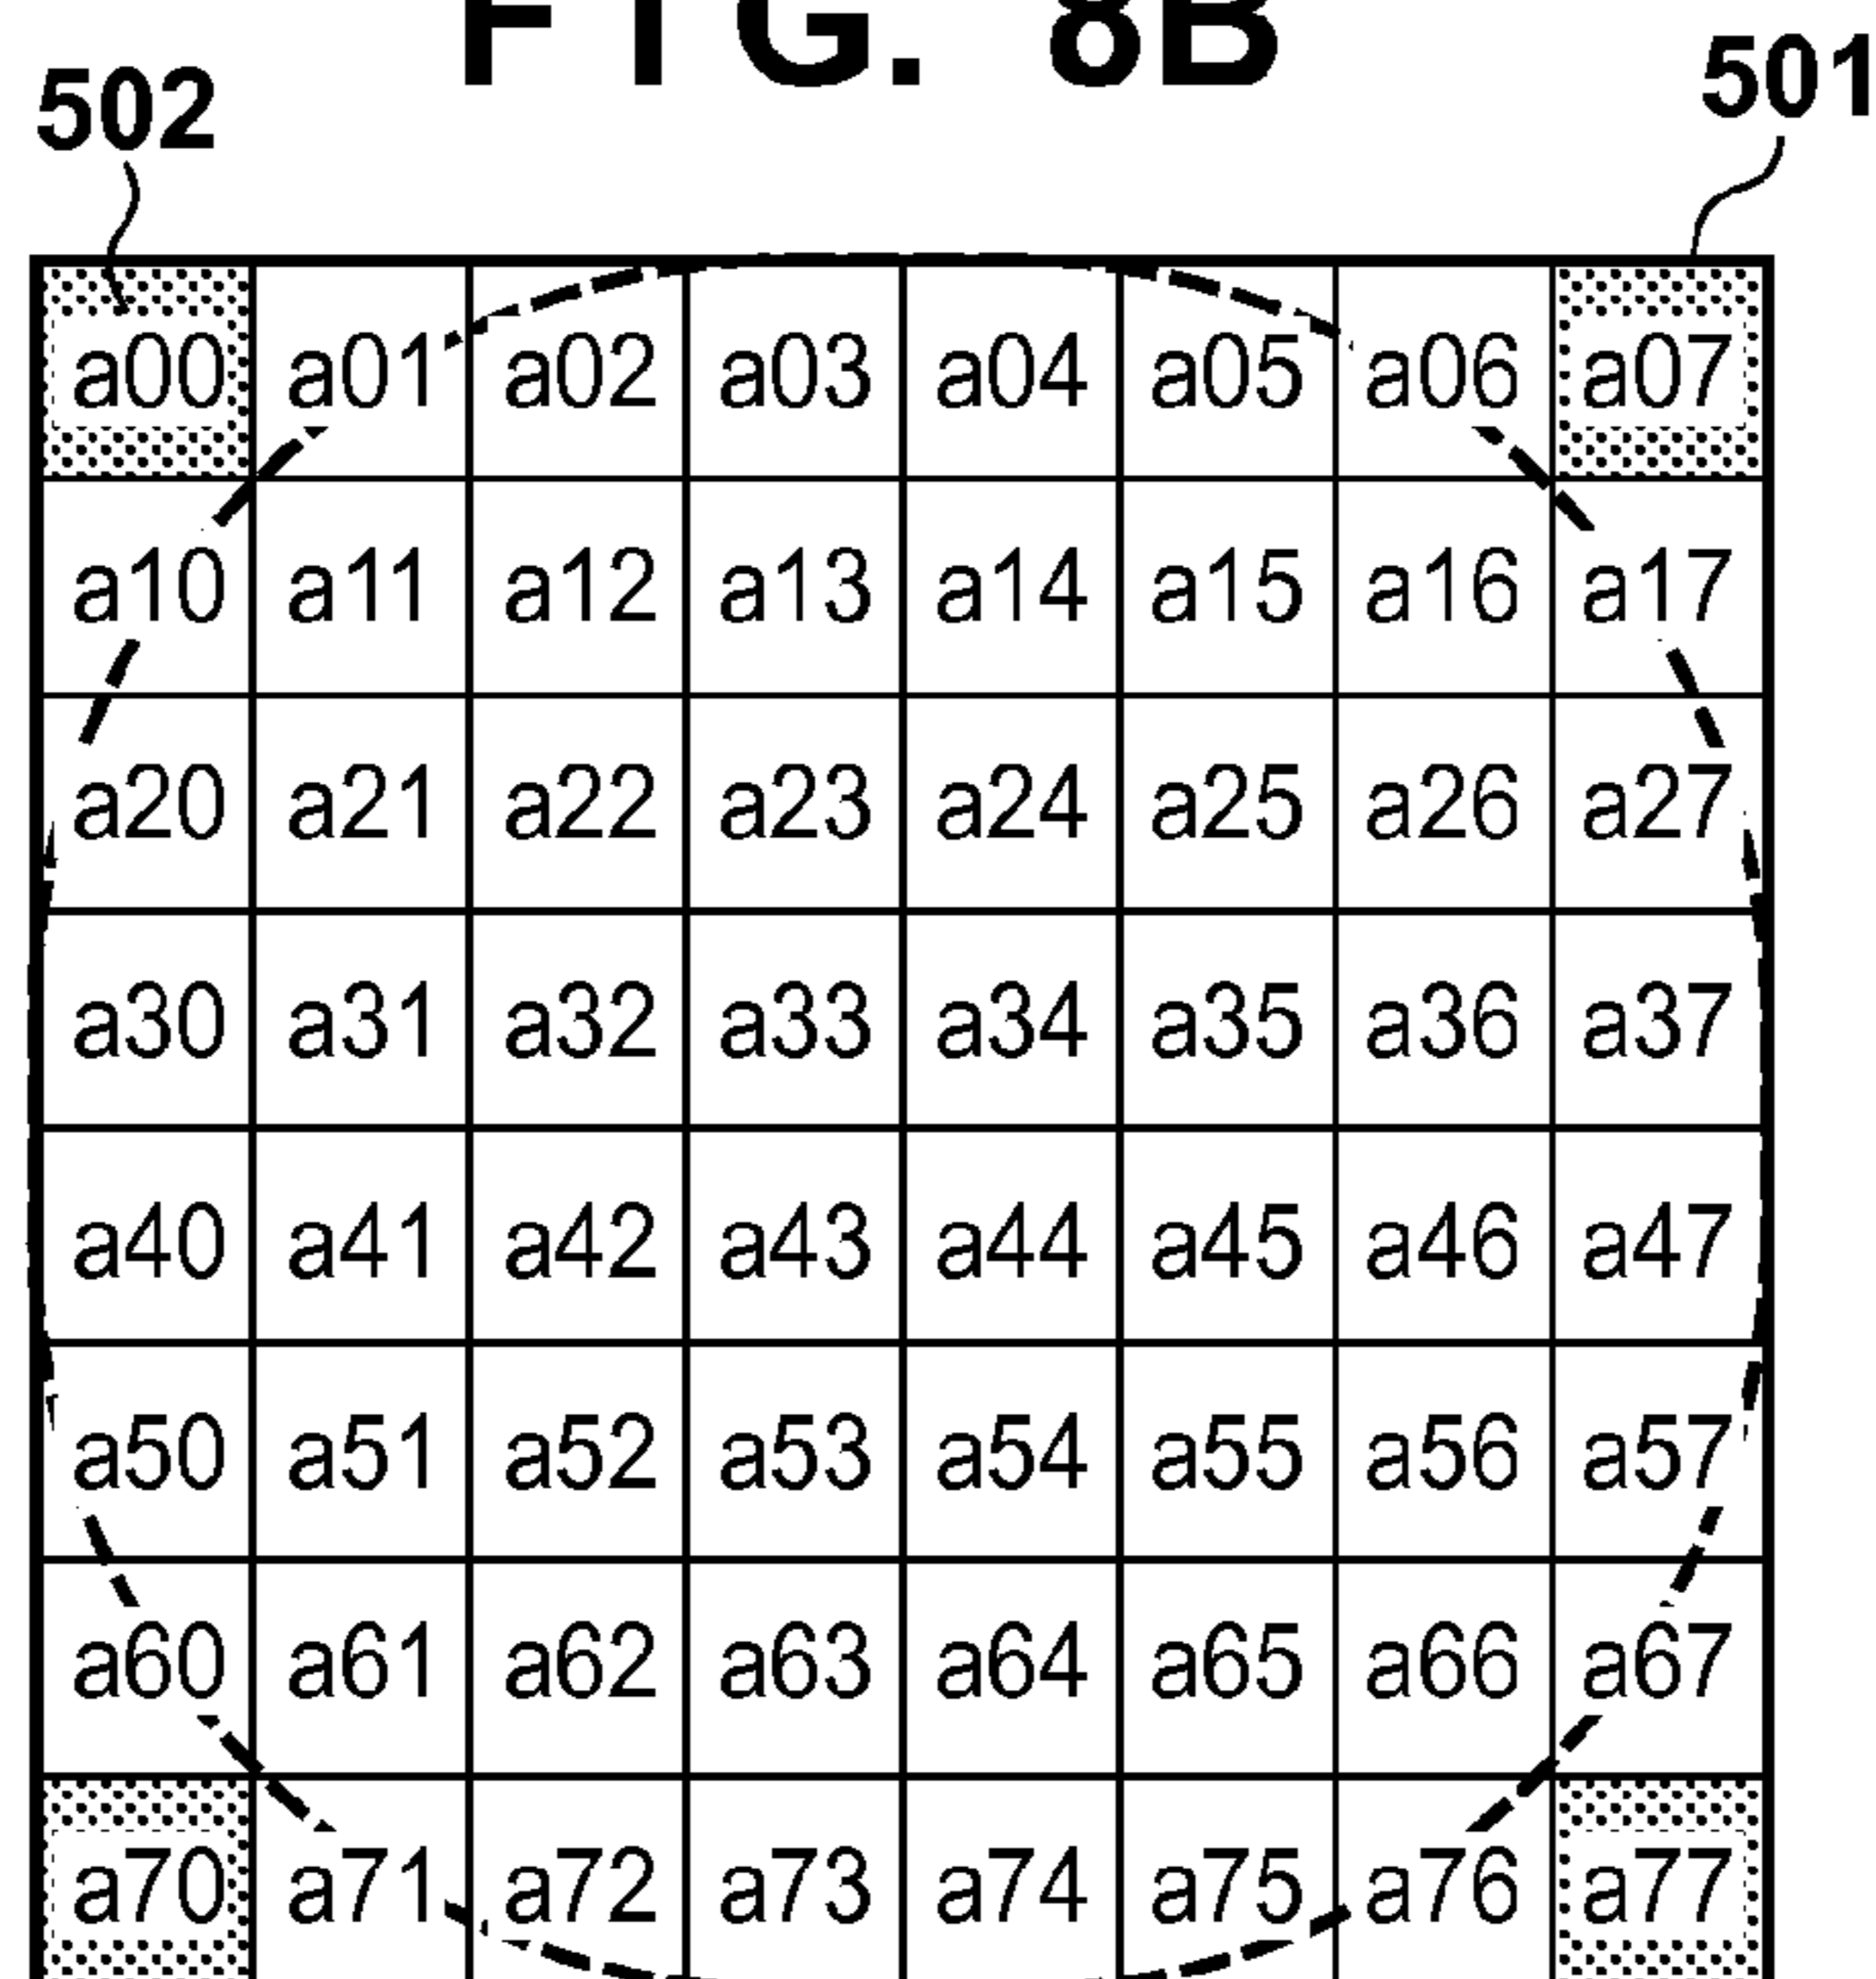 FIG. 8B
502
501
a00 a01 a02 a03 a04 a05 a06 a07
a10 a11 a12 a13 a14 a15 a16 a17
a20 a21 a22 a23 a24 a25 a26 a27
a30 a31 a32 a33 a34 a35 a36 a37
a40 a41 a42 a43 a44 a45 a46 a47
a50 a51 a52 a53 a54 a55 a56 a57
a60 a61 a62 a63 a64 a65 a66 a67
a70 a71 a72 a73 a74 a75 a76 a77